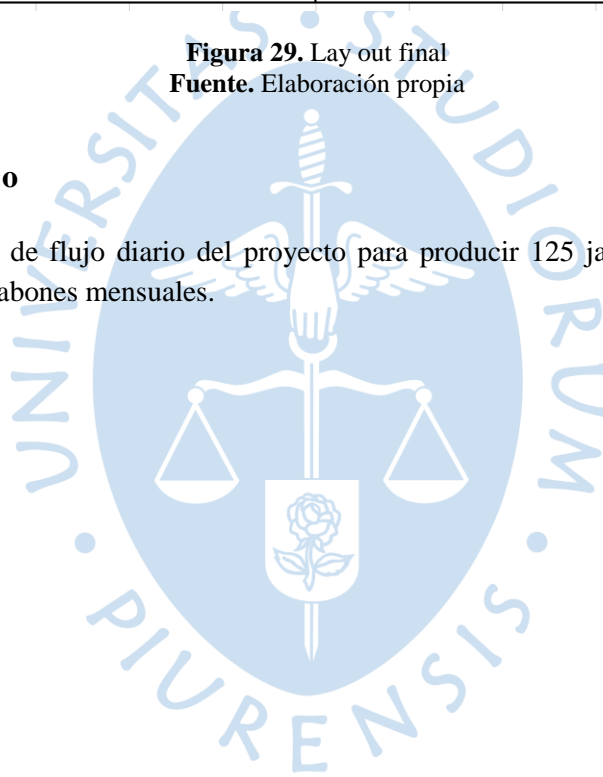 Figura 29. Lay out final
Fuente. Elaboración propia
o
de flujo diario del proyecto para producir 125 ja
abones mensuales.
UNIVERSITAS • STUDIORUM • PIURENSIS •